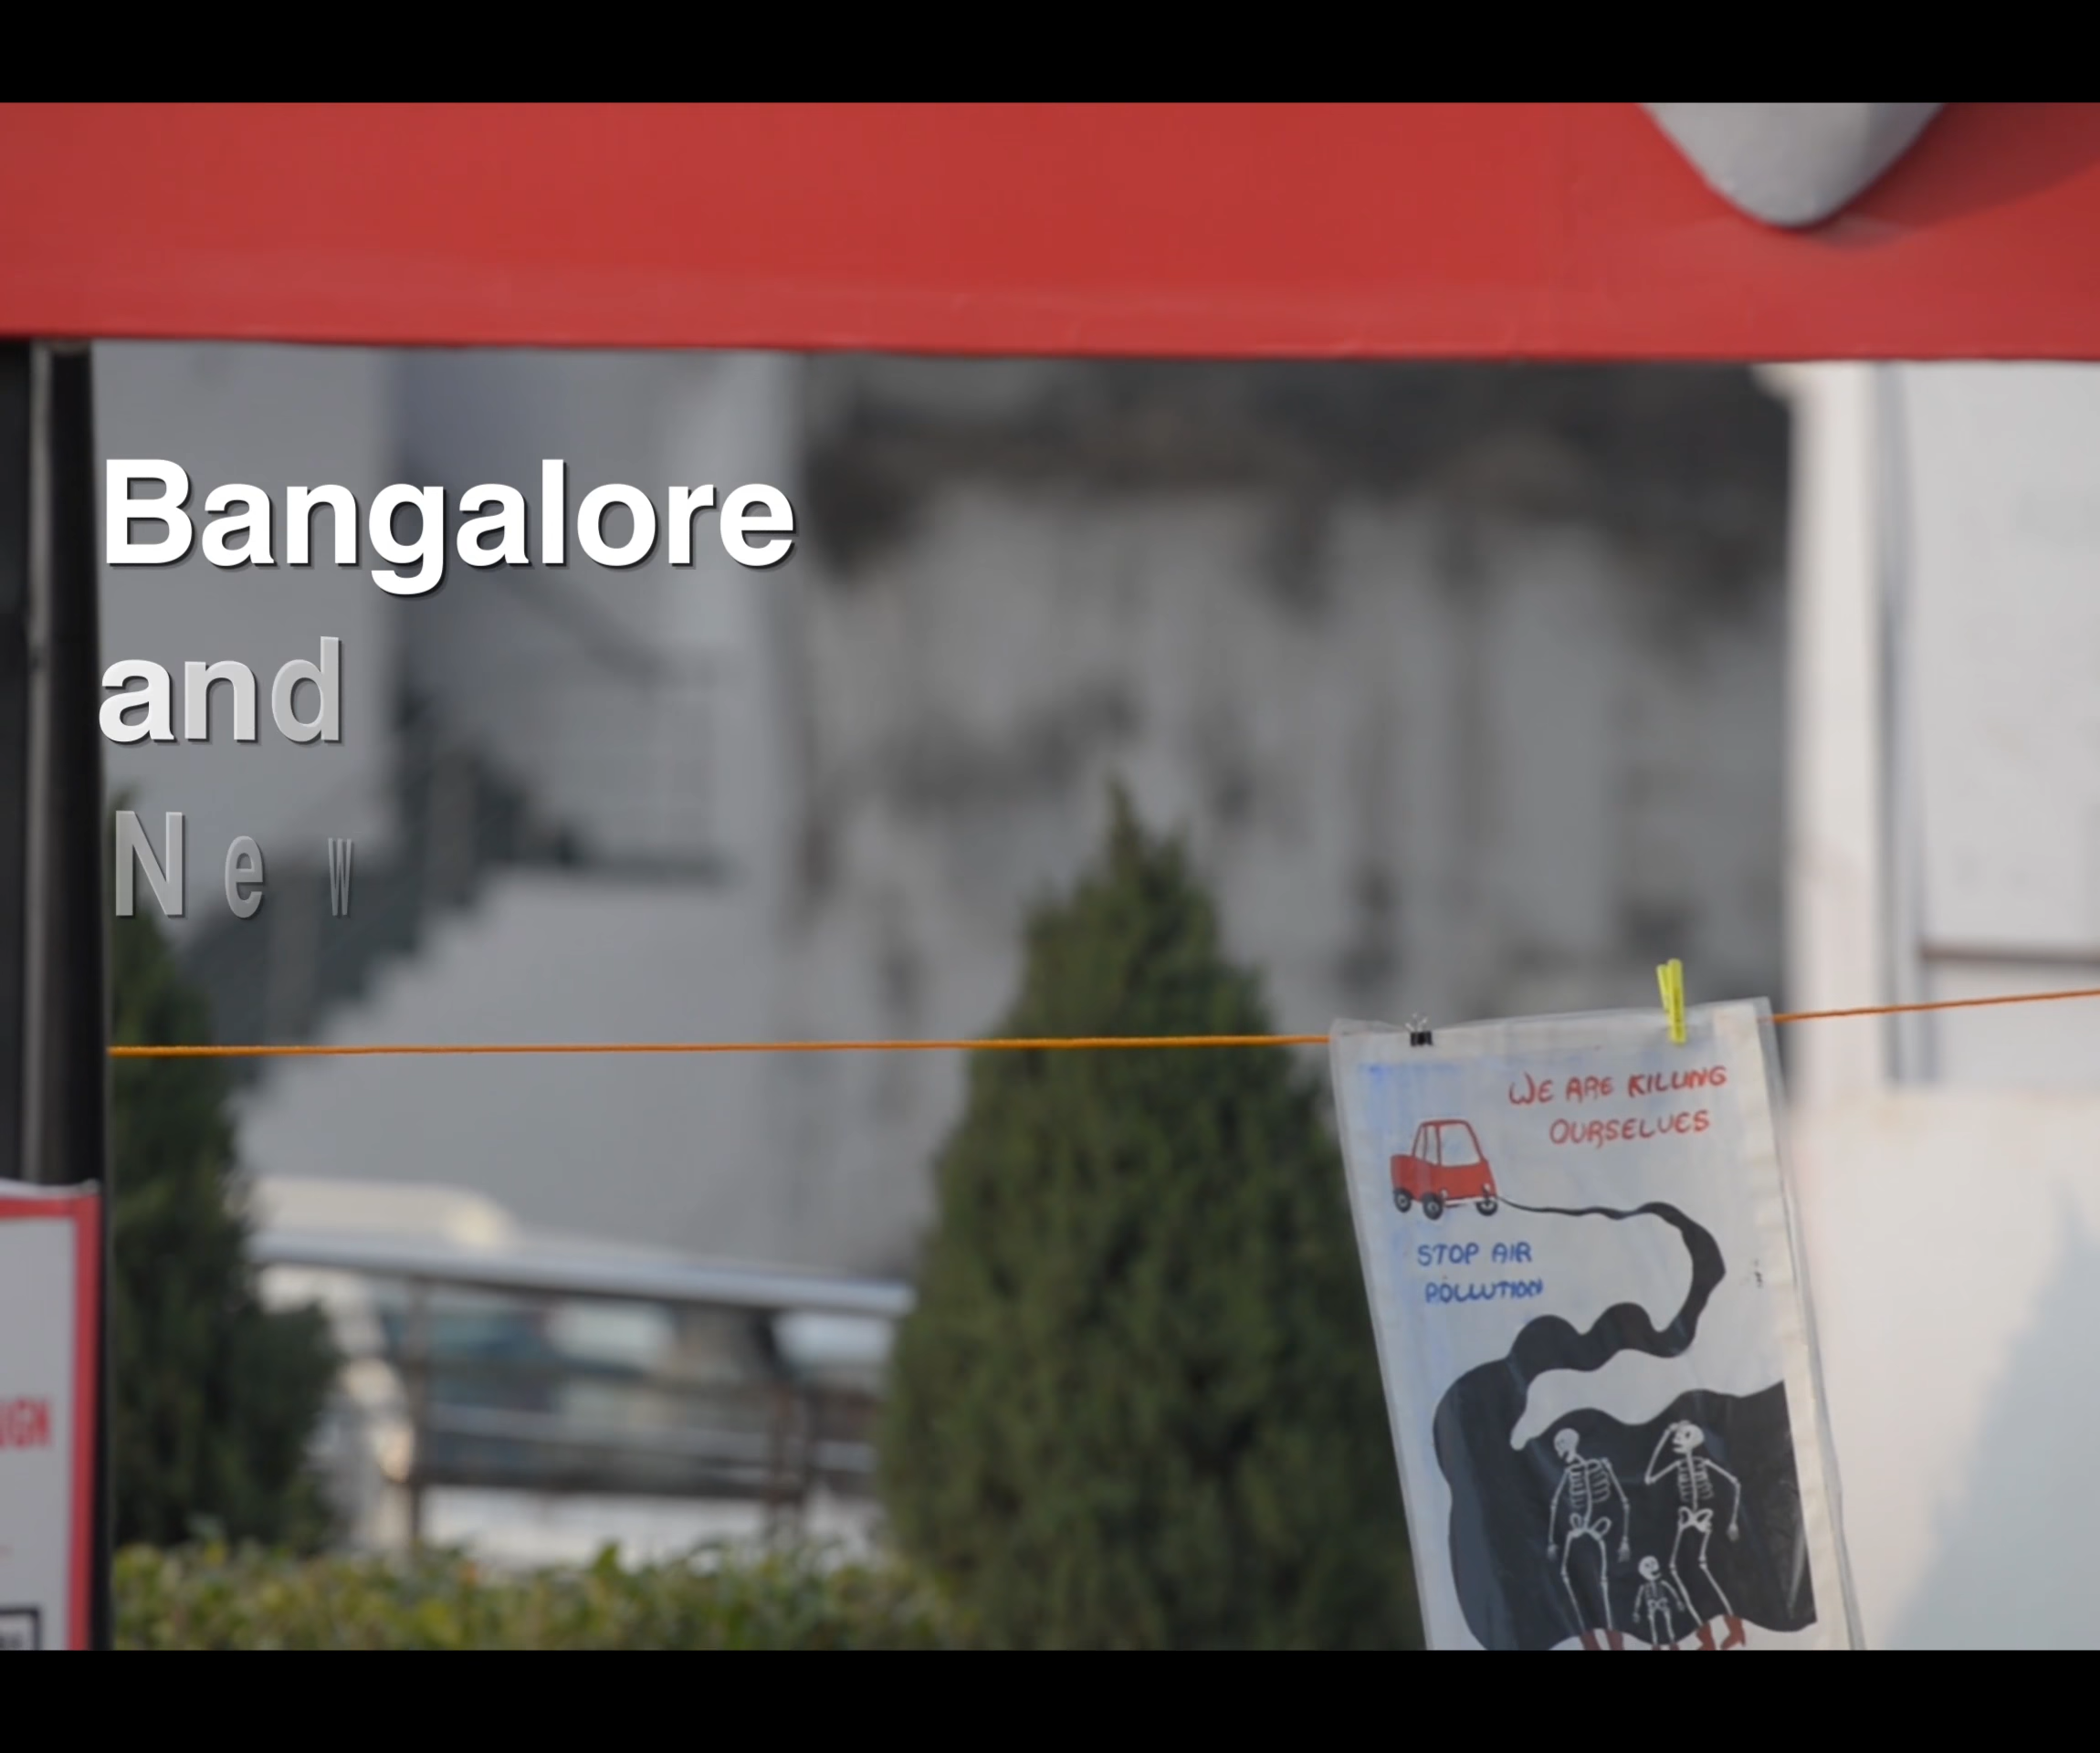 Bangalore
and
New
WE ARE KILLING
OURSELVES
STOP AIR
POLLUTION